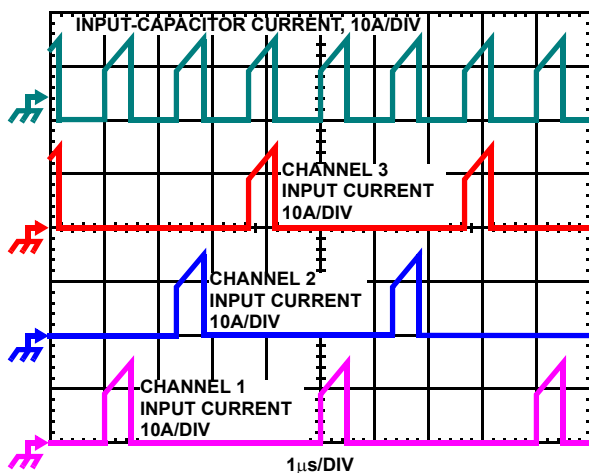 INPUT-CAPACITOR CURRENT, 10A/DIV
CHANNEL 3
INPUT CURRENT
10A/DIV
CHANNEL 2
INPUT CURRENT
10A/DIV
CHANNEL 1
INPUT CURRENT
10A/DIV
1μs/DIV